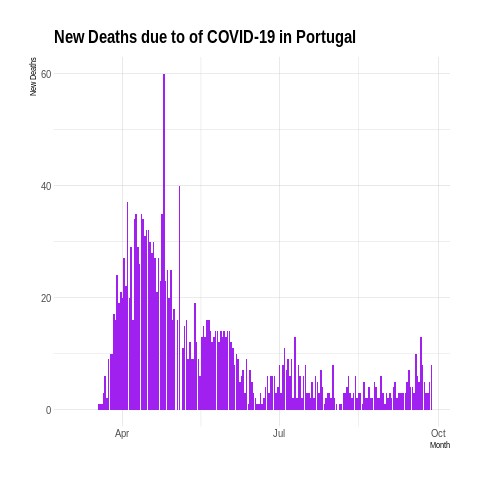 New Deaths due to of COVID-19 in Portugal
New Deaths
60
40
20
0
Apr
Jul
Oct
Month